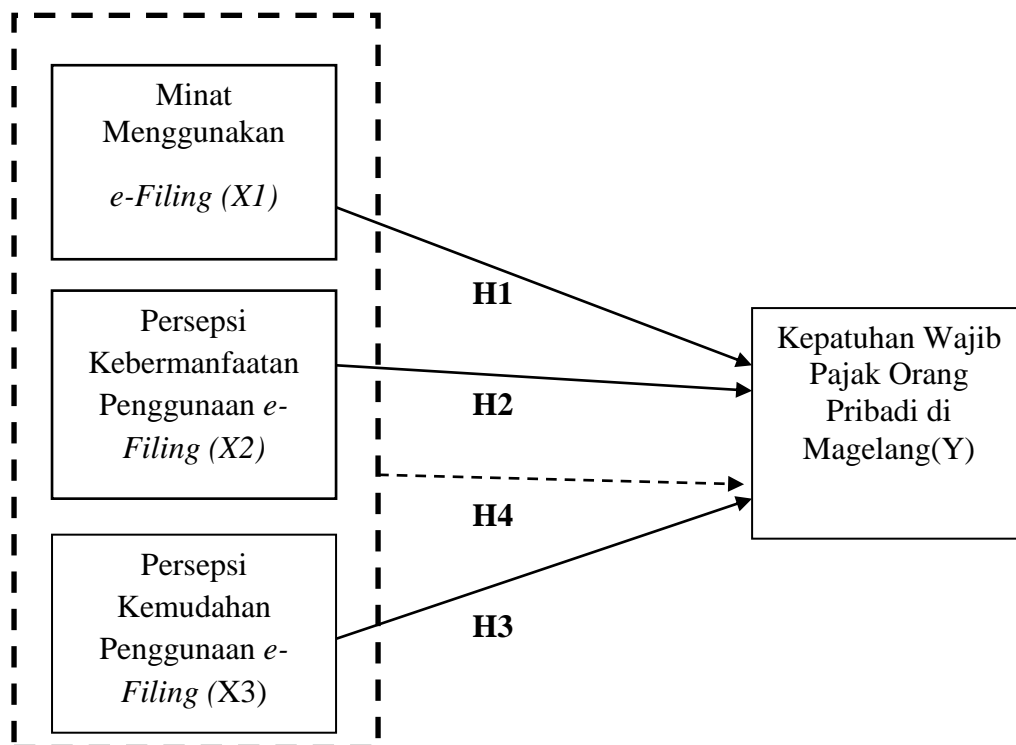 Minat
Menggunakan
e-Filing (X1)
Persepsi
Kebermanfaatan
Penggunaan e-
Filing (X2)
Persepsi
Kemudahan
Penggunaan e-
Filing (X3)
H1
H2
H4
H3
Kepatuhan Wajib
Pajak Orang
Pribadi di
Magelang(Y)